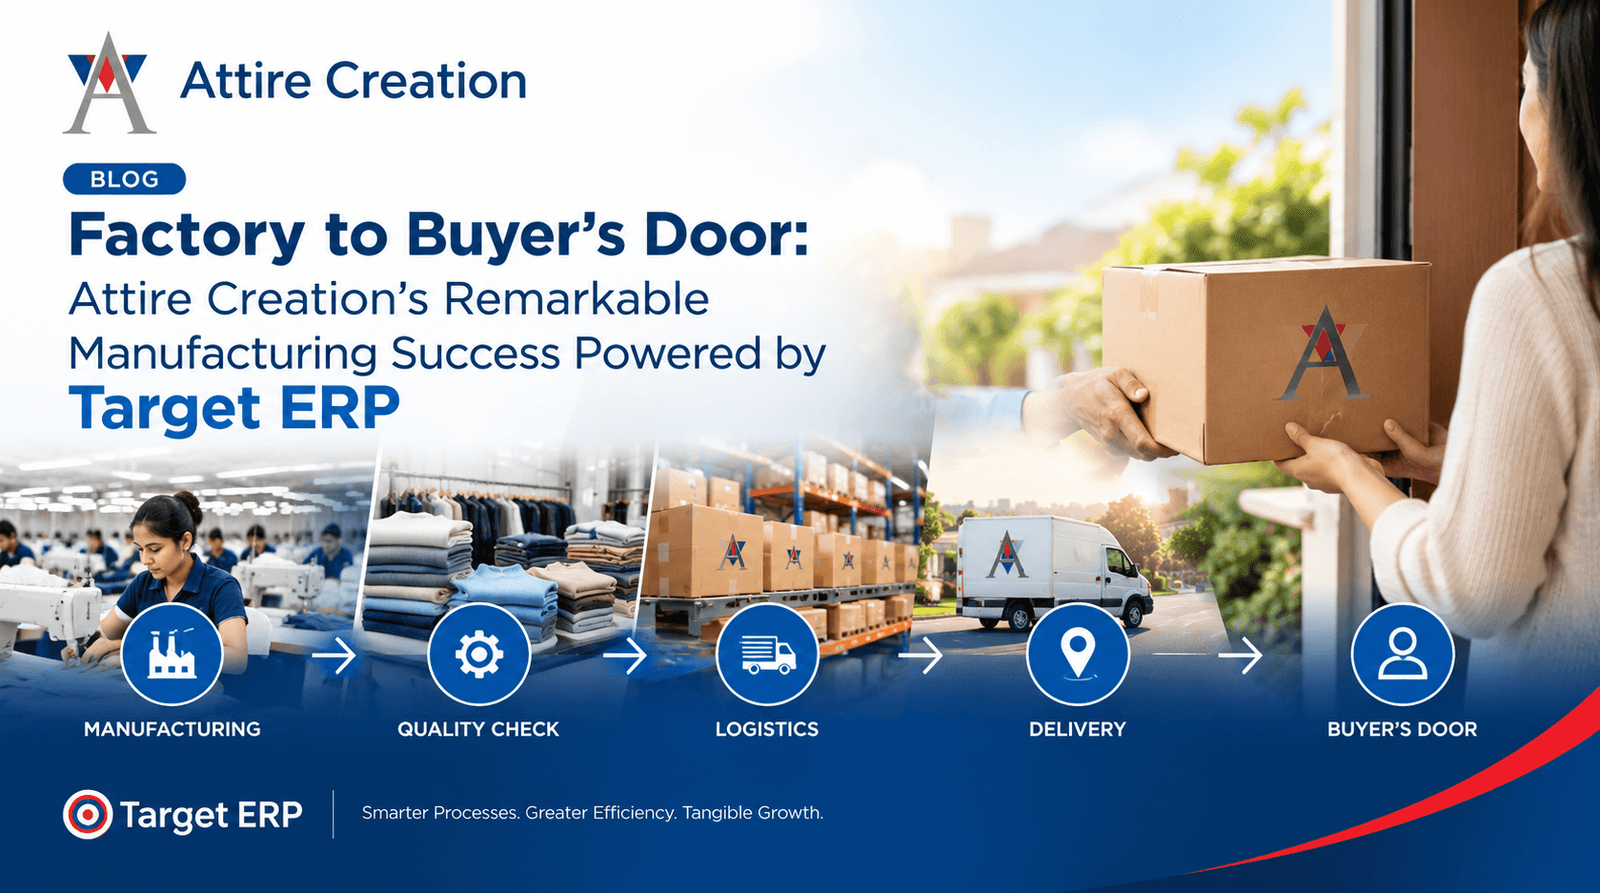 Attire Creation
BLOG
Factory to Buyer’s Door:
Attire Creation’s Remarkable
Manufacturing Success Powered by
Target ERP
MANUFACTURING
QUALITY CHECK
LOGISTICS
DELIVERY
BUYER’S DOOR
Target ERP
Smarter Processes. Greater Efficiency. Tangible Growth.